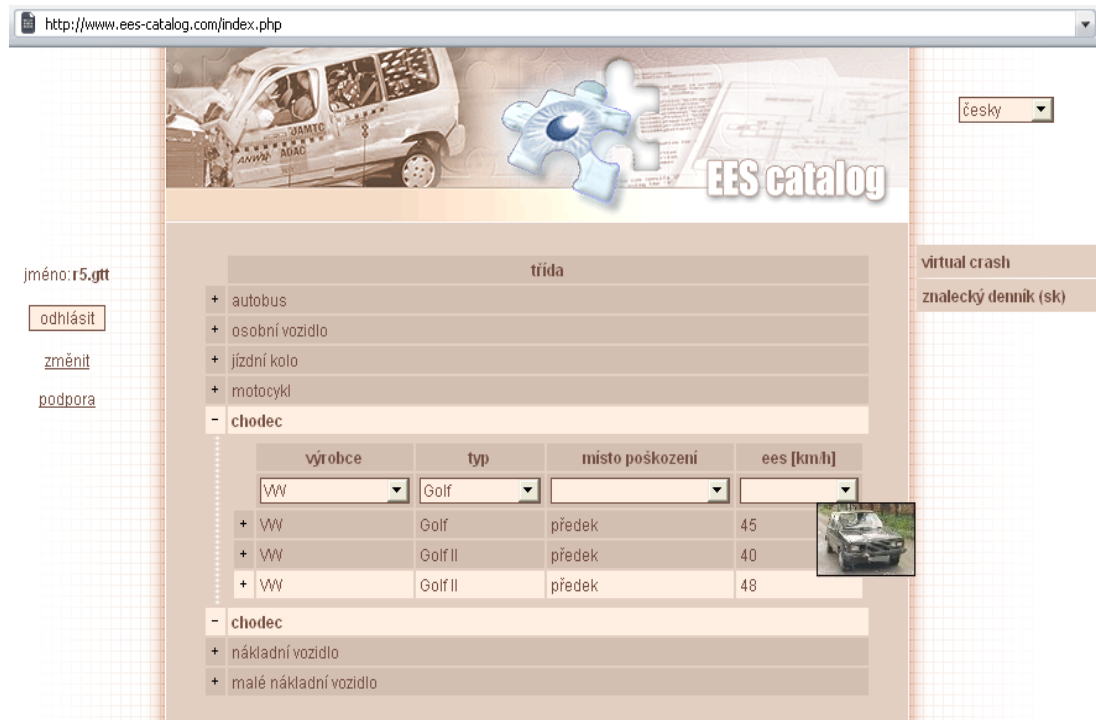 http://www.ees-catalog.com/index.php
JAMTC
ANWB ADAC
EES catalog
česky
jméno: r5.gtt
odhlásit
změnit
podpora
virtual crash
znalecký denník (sk)
třída
+ autobus
+ osobní vozidlo
+ jízdní kolo
+ motocykl
- chodec
výrobce typ místo poškození ees [km/h]
VW Golf
+ VW Golf předek 45
+ VW Golf II předek 40
+ VW Golf II předek 48
- chodec
+ nákladní vozidlo
+ malé nákladní vozidlo